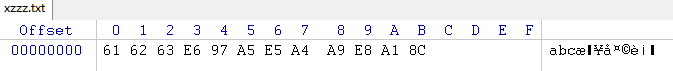 xzzz.txt
Offset 0 1 2 3 4 5 6 7 8 9 A B C D E F
00000000 61 62 63 E6 97 A5 E5 A4 A9 E8 A1 8C abcæ▮¥å¤©è¡▮